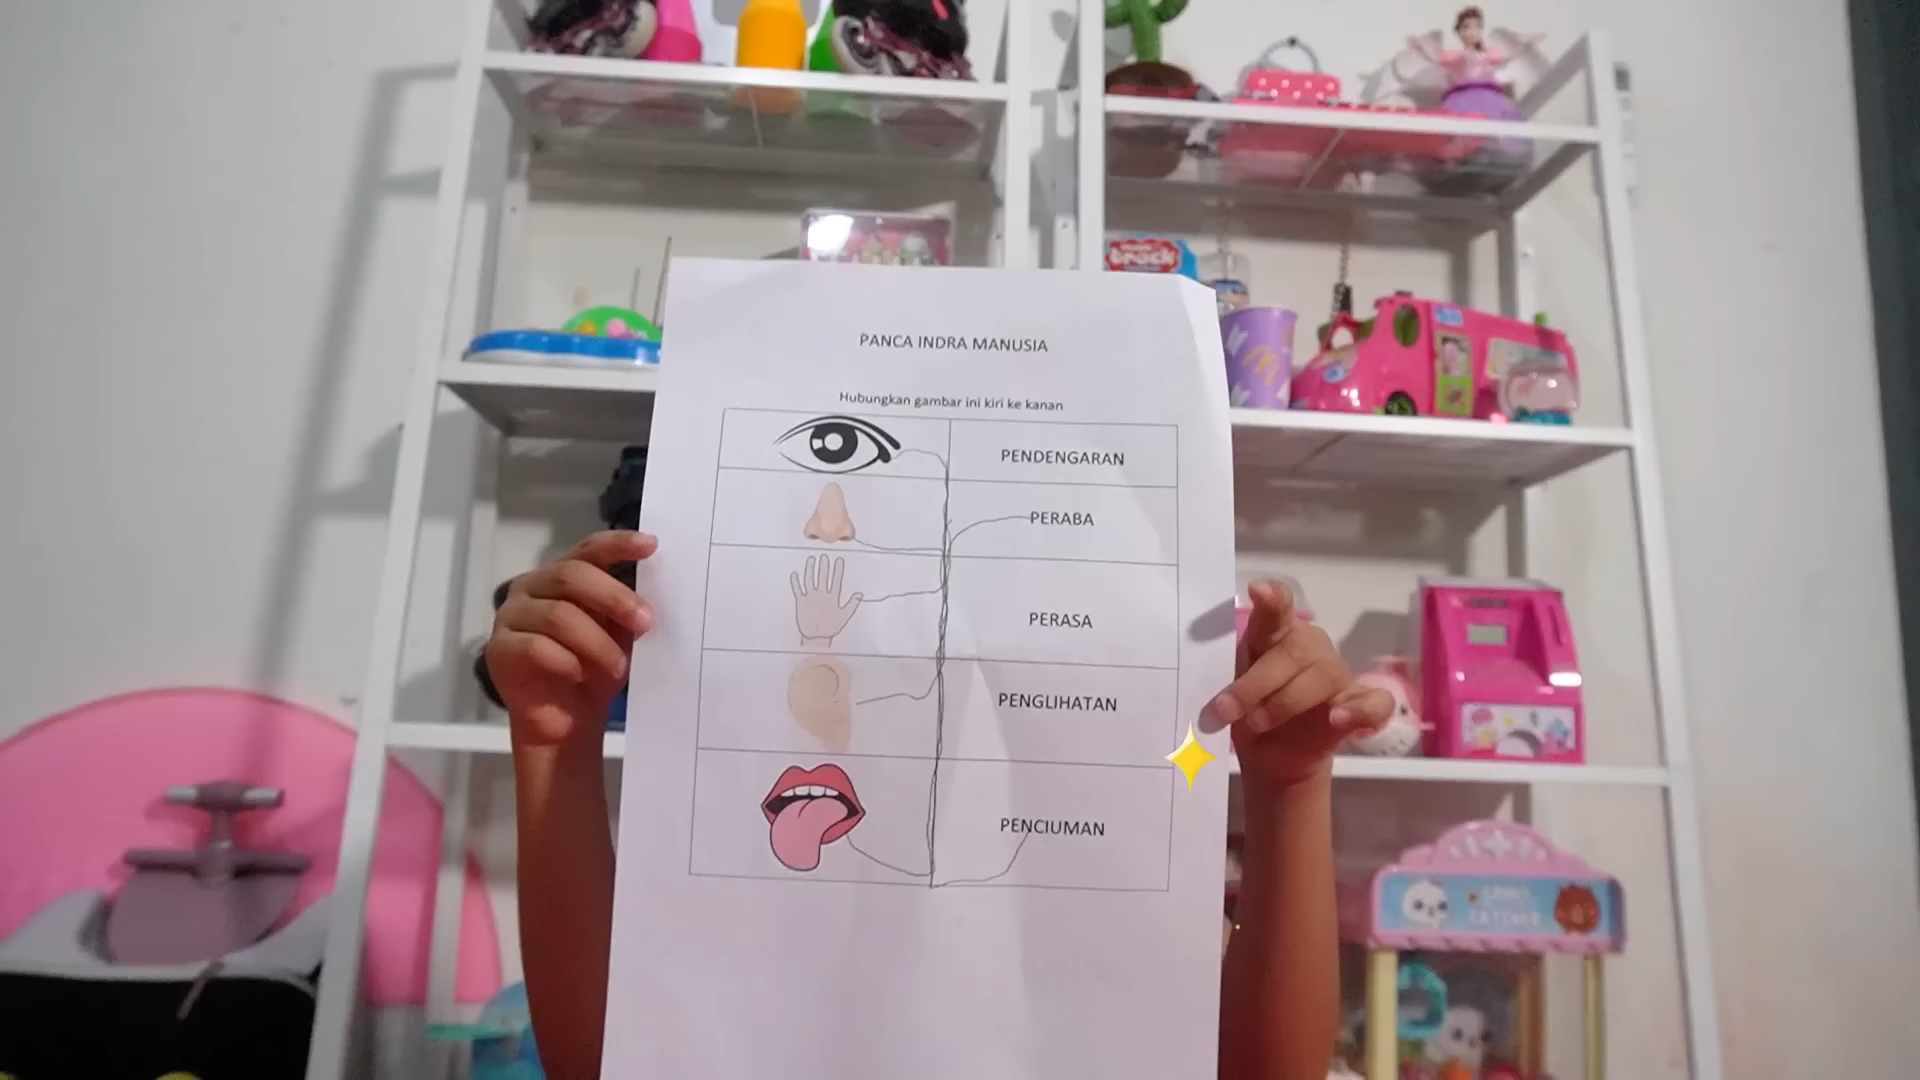 PANCA INDRA MANUSIA
Hubungkan gambar ini kiri ke kanan
PENDENGARAN
PERABA
PERASA
PENGLIHATAN
PENCIUMAN